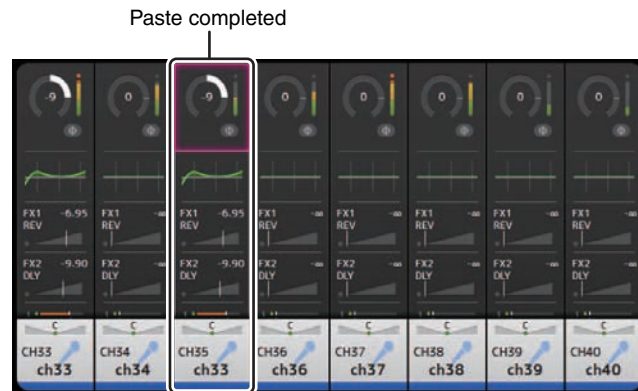 Paste completed
-9 0 -9 0 0 0 0 0
FX1 -6.95 FX1 -∞ FX1 -6.95 FX1 -∞ FX1 -∞ FX1 -∞ FX1 -∞ FX1 -∞
REV REV REV REV REV REV REV REV
FX2 -9.90 FX2 -∞ FX2 -9.90 FX2 -∞ FX2 -∞ FX2 -∞ FX2 -∞ FX2 -∞
DLY DLY DLY DLY DLY DLY DLY DLY
C C C C C C C C
CH33 CH34 CH35 CH36 CH37 CH38 CH39 CH40
ch33 ch34 ch33 ch36 ch37 ch38 ch39 ch40